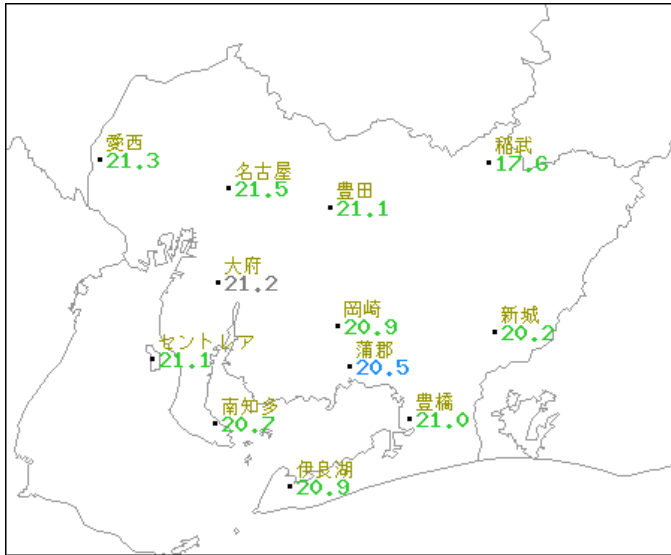 愛西
21.3
稲武
17.6
名古屋
21.5
豊田
21.1
大府
21.2
岡崎
20.9
新城
20.2
セントレア
21.1
蒲郡
20.5
南知多
20.7
豊橋
21.0
伊良湖
20.9